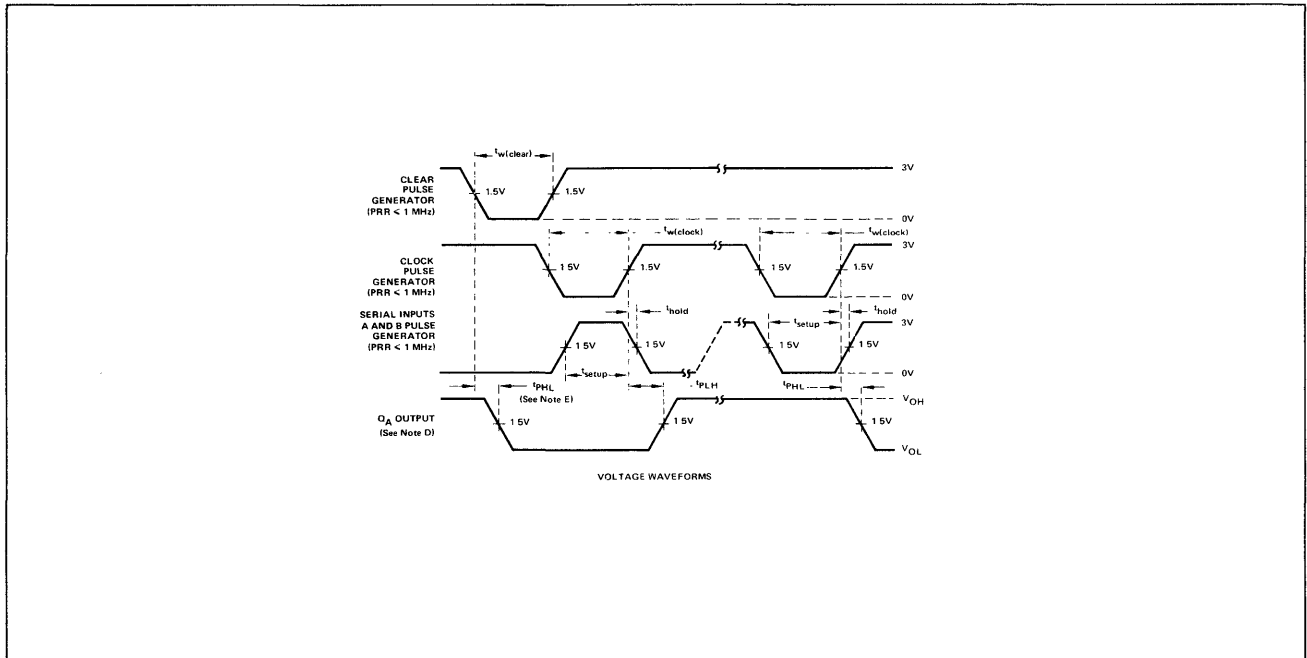 tw(clear)
3V
CLEAR
PULSE
GENERATOR
(PRR < 1 MHz)
1.5V
1.5V
0V
tw(clock)
tw(clock)
3V
CLOCK
PULSE
GENERATOR
(PRR < 1 MHz)
1 5V
1.5V
1 5V
1.5V
0V
SERIAL INPUTS
A AND B PULSE
GENERATOR
(PRR < 1 MHz)
thold
tsetup
thold
3V
1 5V
1 5V
1 5V
1 5V
0V
tsetup
tPHL
(See Note E)
tPLH
tPHL
VOH
QA OUTPUT
(See Note D)
1 5V
1 5V
1 5V
VOL
VOLTAGE WAVEFORMS